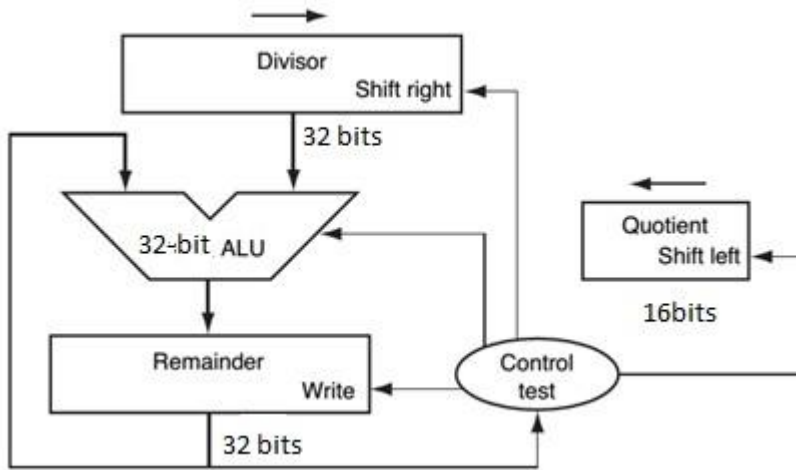 Divisor
Shift right
32 bits
32-bit ALU
Quotient
Shift left
16bits
Remainder
Write
Control
test
32 bits